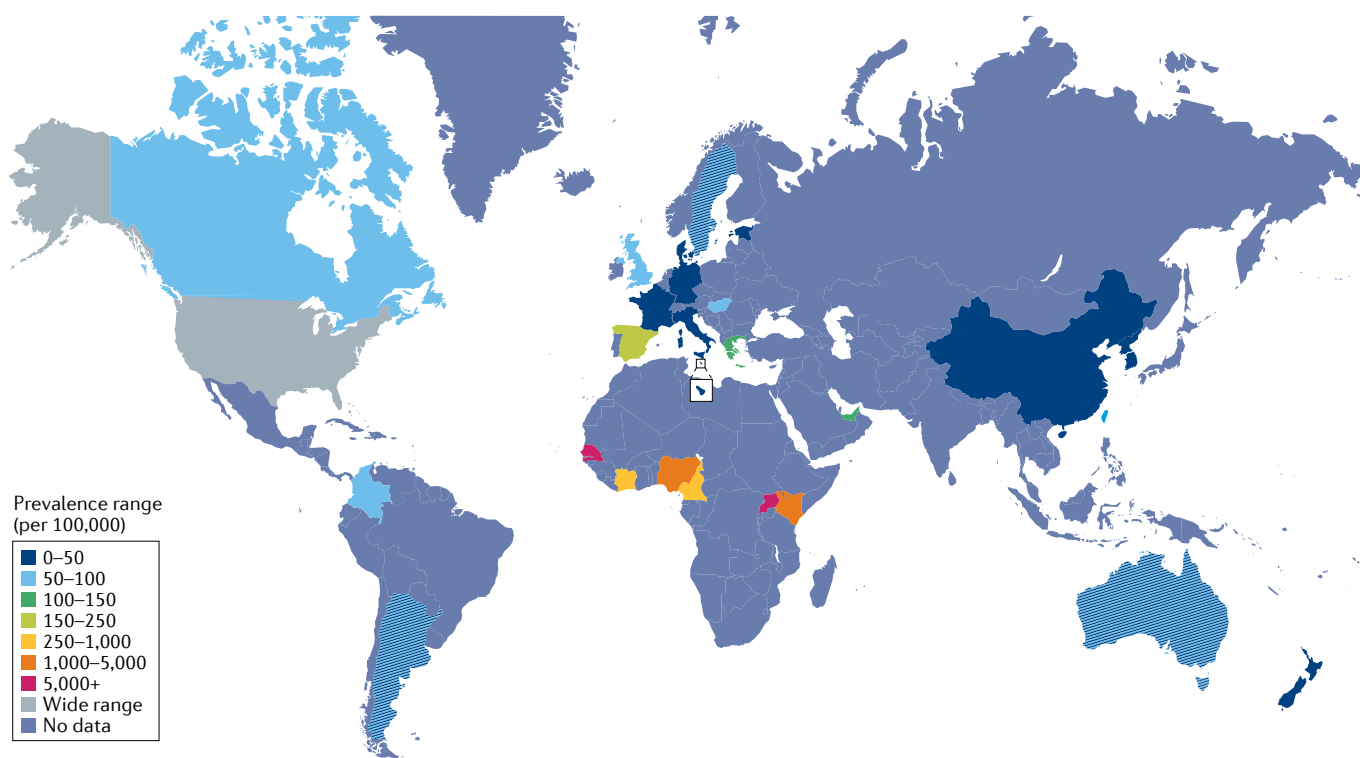 Prevalence range
(per 100,000)
0–50
50–100
100–150
150–250
250–1,000
1,000–5,000
5,000+
Wide range
No data